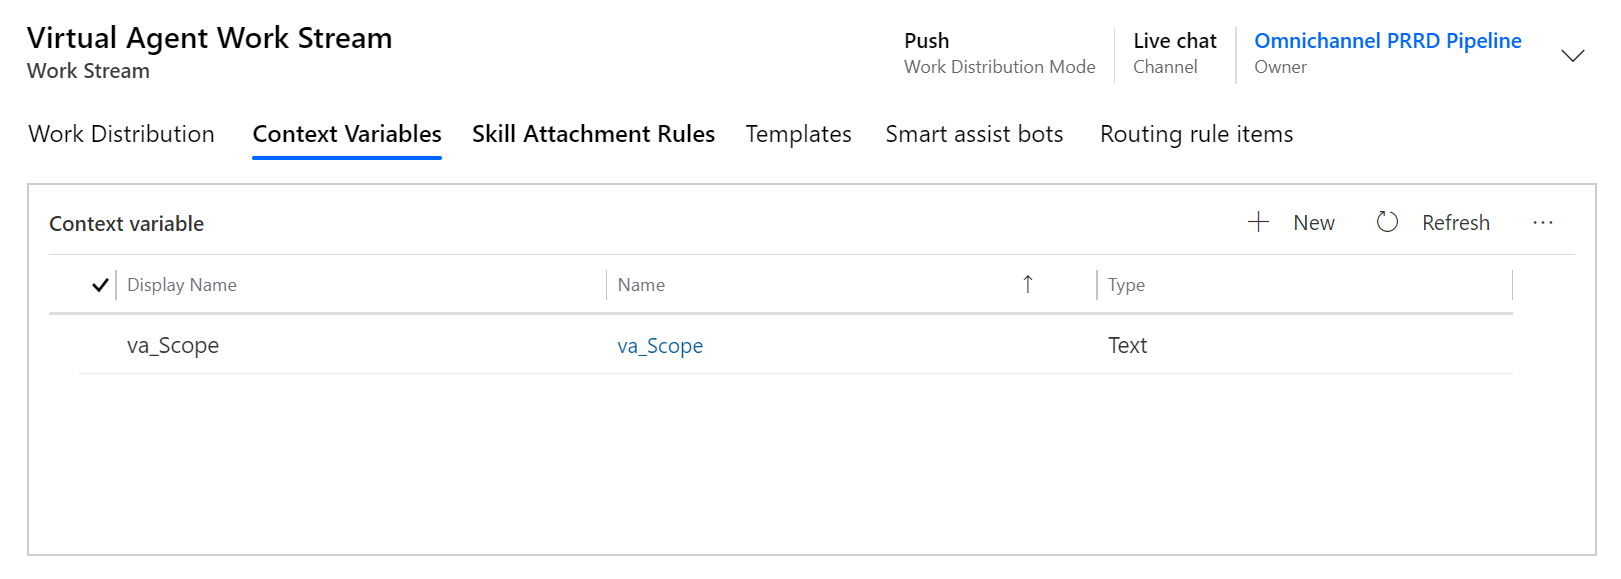 Virtual Agent Work Stream
Work Stream
Push
Work Distribution Mode
Live chat
Channel
Omnichannel PRRD Pipeline
Owner
Work Distribution Context Variables Skill Attachment Rules Templates Smart assist bots Routing rule items
Context variable
New Refresh ...
Display Name Name Type
va_Scope va_Scope Text